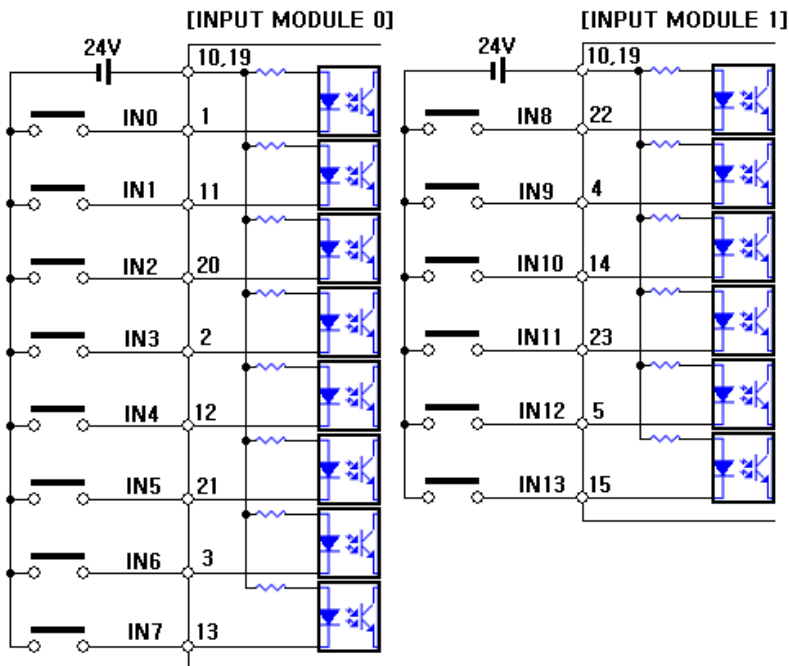 [INPUT MODULE 0]
24V
10,19
IN0 1
IN1 11
IN2 20
IN3 2
IN4 12
IN5 21
IN6 3
IN7 13
[INPUT MODULE 1]
24V
10,19
IN8 22
IN9 4
IN10 14
IN11 23
IN12 5
IN13 15